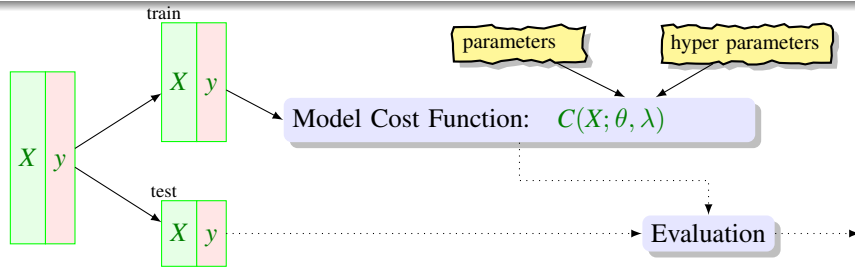 train
parameters
hyper parameters
X y
Model Cost Function: C(X; θ, λ)
X y
test
X y
Evaluation